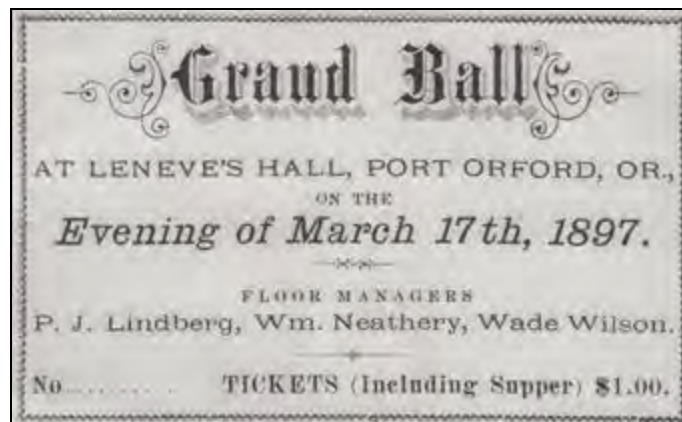 Grand Ball
AT LENEVE'S HALL, PORT ORFORD, OR.,
ON THE
Evening of March 17th, 1897.
FLOOR MANAGERS
P. J. Lindberg, Wm. Neathery, Wade Wilson.
No........... TICKETS (Including Supper) $1.00.